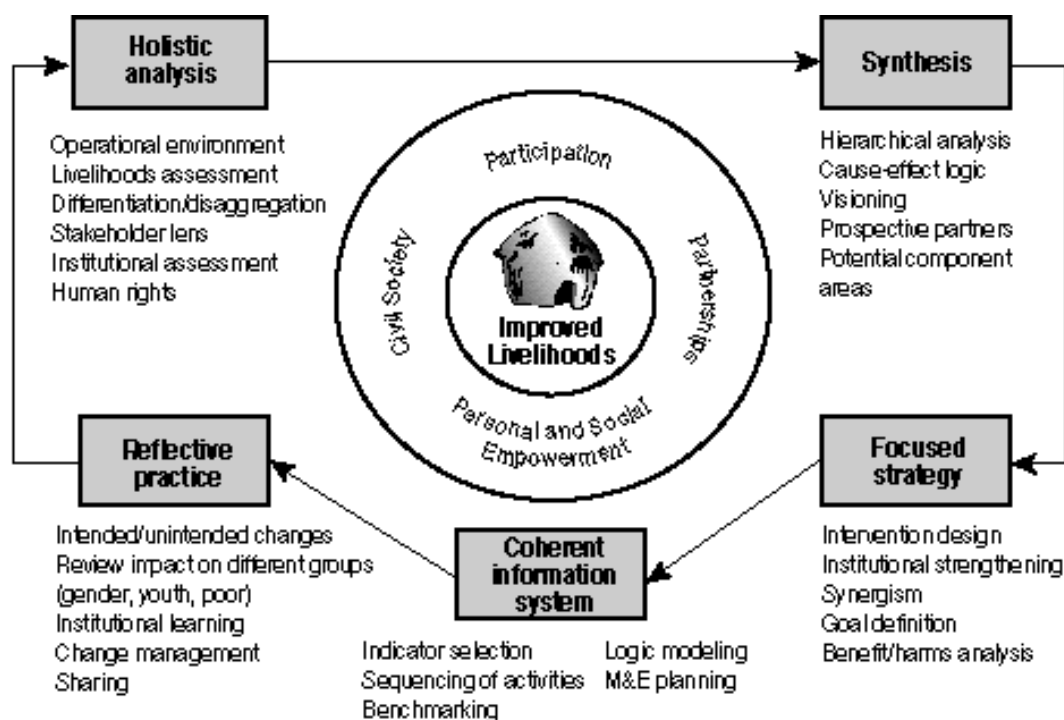 Holistic
analysis
Synthesis
Operational environment
Livelihoods assessment
Differentiation/disaggregation
Stakeholder lens
Institutional assessment
Human rights
Participation
Civil Society
Partnerships
Improved
Livelihoods
Personal and Social
Empowerment
Hierarchical analysis
Cause-effect logic
Visioning
Prospective partners
Potential component
areas
Reflective
practice
Focused
strategy
Coherent
information
system
Intended/unintended changes
Review impact on different groups
(gender, youth, poor)
Institutional learning
Change management
Sharing
Indicator selection
Sequencing of activities
Benchmarking
Logic modeling
M&E planning
Intervention design
Institutional strengthening
Synergism
Goal definition
Benefit/harms analysis